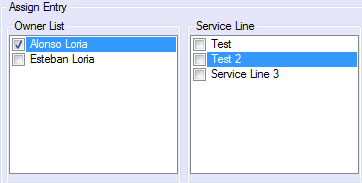 Assign Entry
Owner List
Alonso Loria
Esteban Loria
Service Line
Test
Test 2
Service Line 3